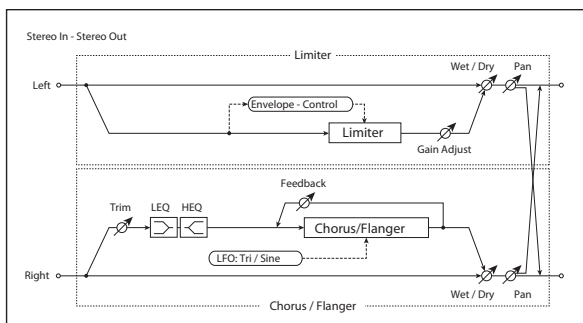 Stereo In - Stereo Out
Limiter
Wet / Dry
Pan
Left
Envelope - Control
Limiter
Gain Adjust
Feedback
Trim
LEQ
HEQ
Chorus/Flanger
LFO: Tri / Sine
Right
Wet / Dry
Pan
Chorus / Flanger